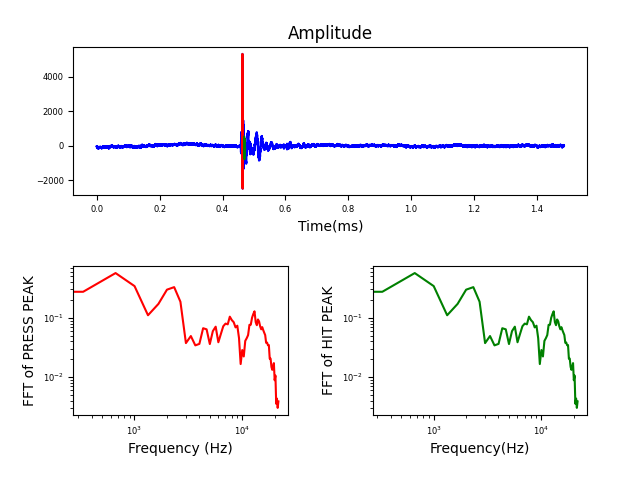 Amplitude
4000
2000
0
−2000
0.0 0.2 0.4 0.6 0.8 1.0 1.2 1.4
Time(ms)
FFT of PRESS PEAK
10⁻¹
10⁻²
10³ 10⁴
Frequency (Hz)
FFT of HIT PEAK
10⁻¹
10⁻²
10³ 10⁴
Frequency(Hz)